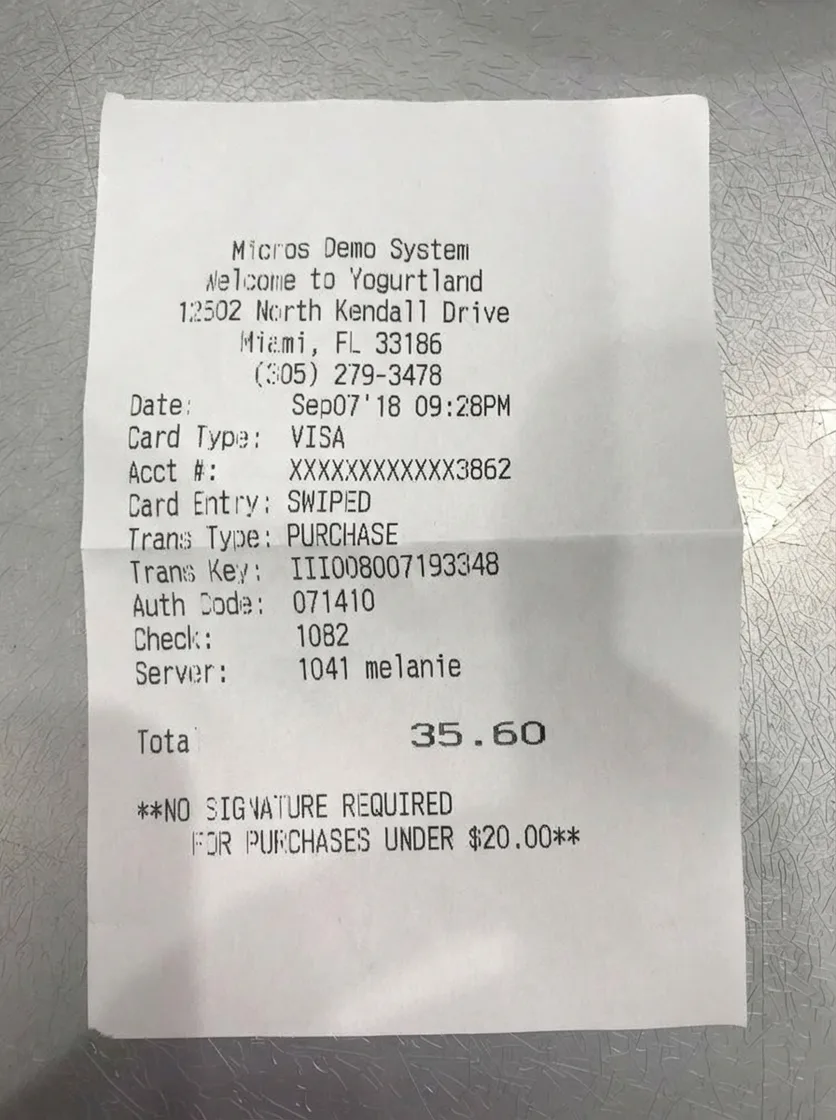 Micros Demo System
Welcome to Yogurtland
12502 North Kendall Drive
Miami, FL 33186
(305) 279-3478
Date: Sep07'18 09:28PM
Card Type: VISA
Acct #: XXXXXXXXXXXX3862
Card Entry: SWIPED
Trans Type: PURCHASE
Trans Key: III008007193348
Auth Code: 071410
Check: 1082
Server: 1041 melanie
Total 35.60
**NO SIGNATURE REQUIRED
FOR PURCHASES UNDER $20.00**